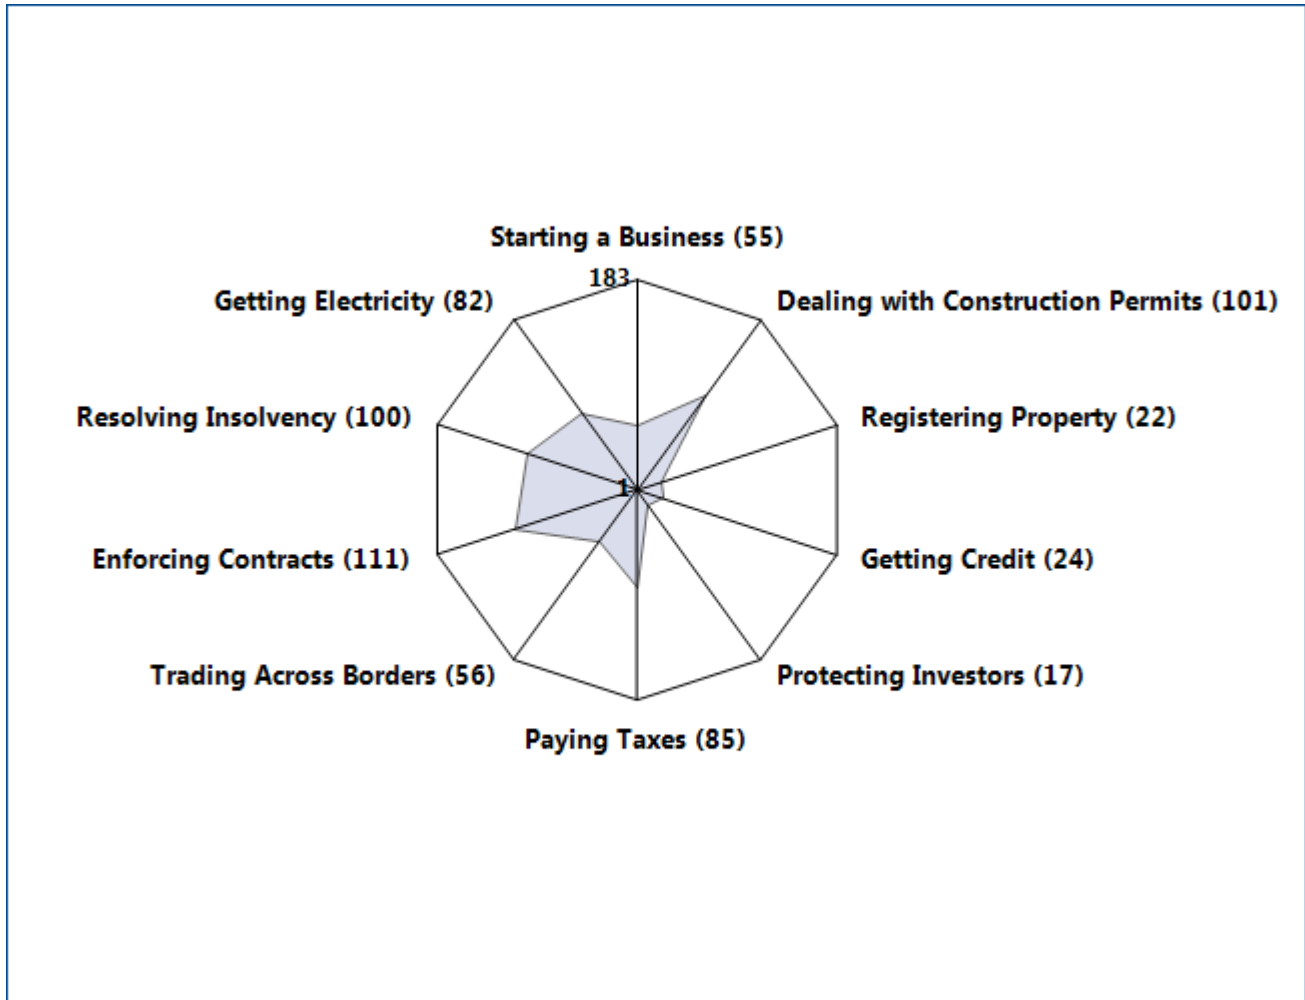 Starting a Business (55)
183
Getting Electricity (82)
Dealing with Construction Permits (101)
Resolving Insolvency (100)
Registering Property (22)
1
Enforcing Contracts (111)
Getting Credit (24)
Trading Across Borders (56)
Protecting Investors (17)
Paying Taxes (85)